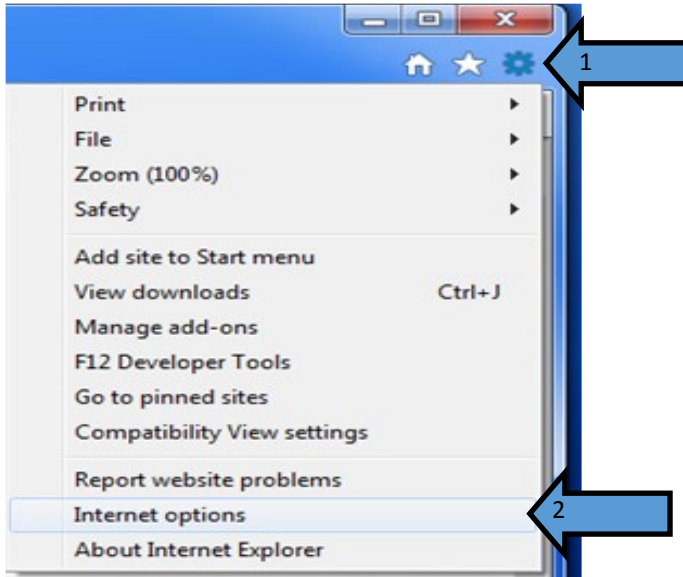 1
Print
File
Zoom (100%)
Safety
Add site to Start menu
View downloads Ctrl+J
Manage add-ons
F12 Developer Tools
Go to pinned sites
Compatibility View settings
Report website problems
Internet options 2
About Internet Explorer